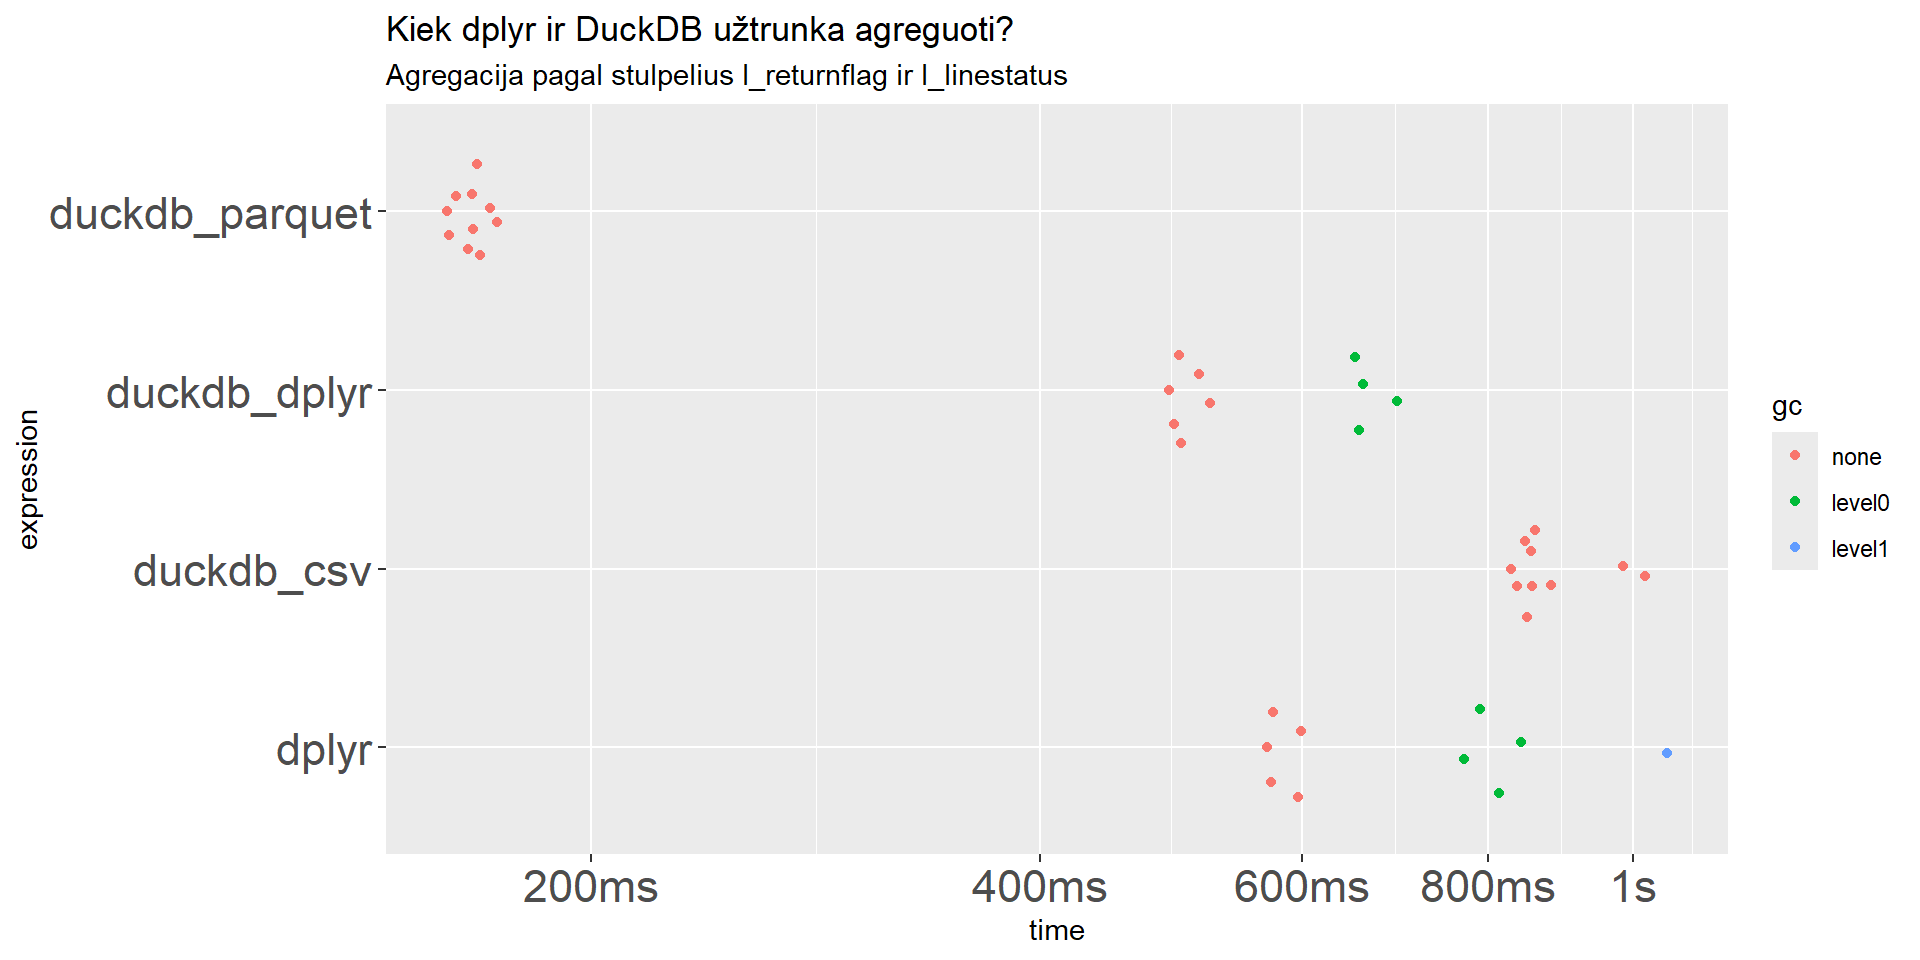 Kiek dplyr ir DuckDB užtrunka agreguoti?
Agregacija pagal stulpelius l_returnflag ir l_linestatus
expression
duckdb_parquet
duckdb_dplyr
duckdb_csv
dplyr
200ms 400ms 600ms 800ms 1s
time
gc
none
level0
level1